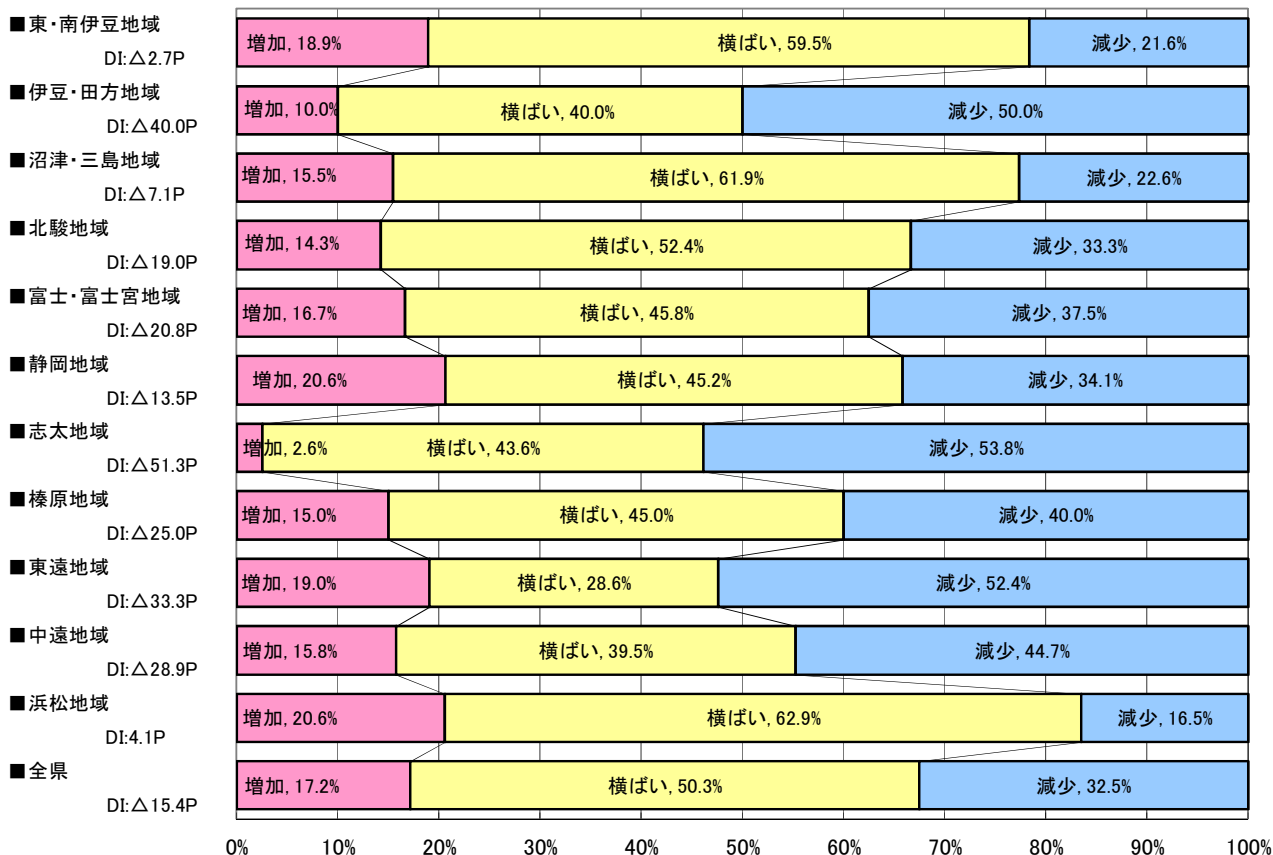 ■東・南伊豆地域
DI:△2.7P
増加, 18.9%
横ばい, 59.5%
減少, 21.6%
■伊豆・田方地域
DI:△40.0P
増加, 10.0%
横ばい, 40.0%
減少, 50.0%
■沼津・三島地域
DI:△7.1P
増加, 15.5%
横ばい, 61.9%
減少, 22.6%
■北駿地域
DI:△19.0P
増加, 14.3%
横ばい, 52.4%
減少, 33.3%
■富士・富士宮地域
DI:△20.8P
増加, 16.7%
横ばい, 45.8%
減少, 37.5%
■静岡地域
DI:△13.5P
増加, 20.6%
横ばい, 45.2%
減少, 34.1%
■志太地域
DI:△51.3P
増加, 2.6%
横ばい, 43.6%
減少, 53.8%
■榛原地域
DI:△25.0P
増加, 15.0%
横ばい, 45.0%
減少, 40.0%
■東遠地域
DI:△33.3P
増加, 19.0%
横ばい, 28.6%
減少, 52.4%
■中遠地域
DI:△28.9P
増加, 15.8%
横ばい, 39.5%
減少, 44.7%
■浜松地域
DI:4.1P
増加, 20.6%
横ばい, 62.9%
減少, 16.5%
■全県
DI:△15.4P
増加, 17.2%
横ばい, 50.3%
減少, 32.5%
0% 10% 20% 30% 40% 50% 60% 70% 80% 90% 100%